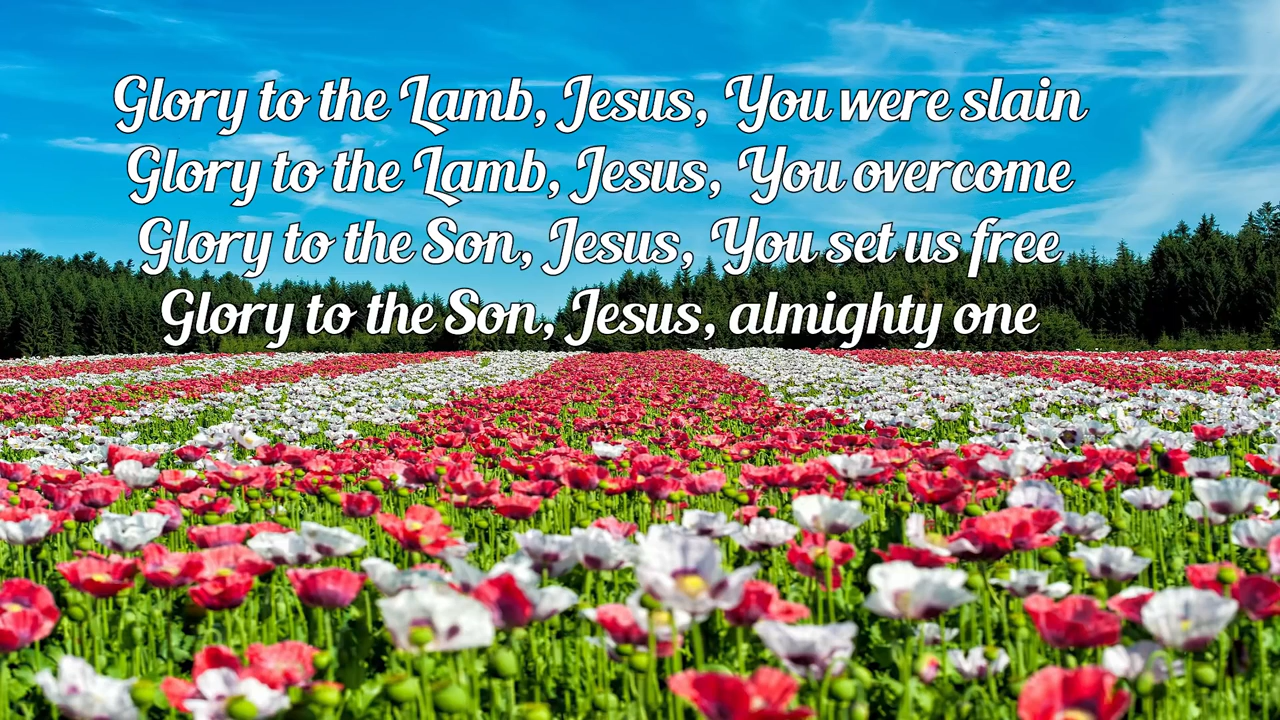 Glory to the Lamb, Jesus, You were slain
Glory to the Lamb, Jesus, You overcome
Glory to the Son, Jesus, You set us free
Glory to the Son, Jesus, almighty one